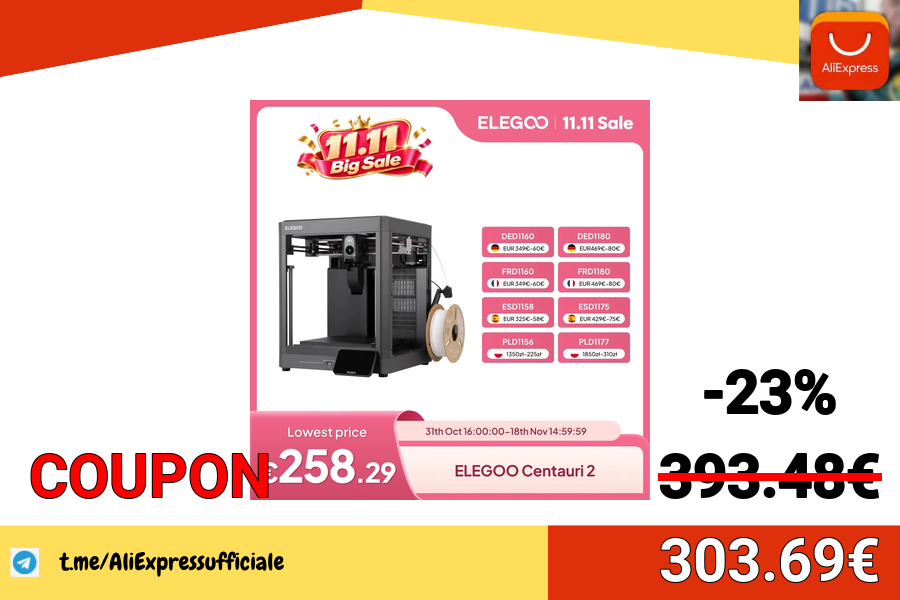 AliExpress
ELEGOO | 11.11 Sale
11.11
Big Sale
ELEGOO
DED1160
EUR 349€-60€
DED1180
EUR469€-80€
FRD1160
EUR 349€-60€
FRD1180
EUR 469€-80€
ESD1158
EUR 325€-58€
ESD1175
EUR 429€-75€
PLD1156
1350zł-225zł
PLD1177
1850zł-310zł
-23%
Lowest price
€258.29
31th Oct 16:00:00-18th Nov 14:59:59
ELEGOO Centauri 2
COUPON
393.48€
t.me/AliExpressufficiale
303.69€